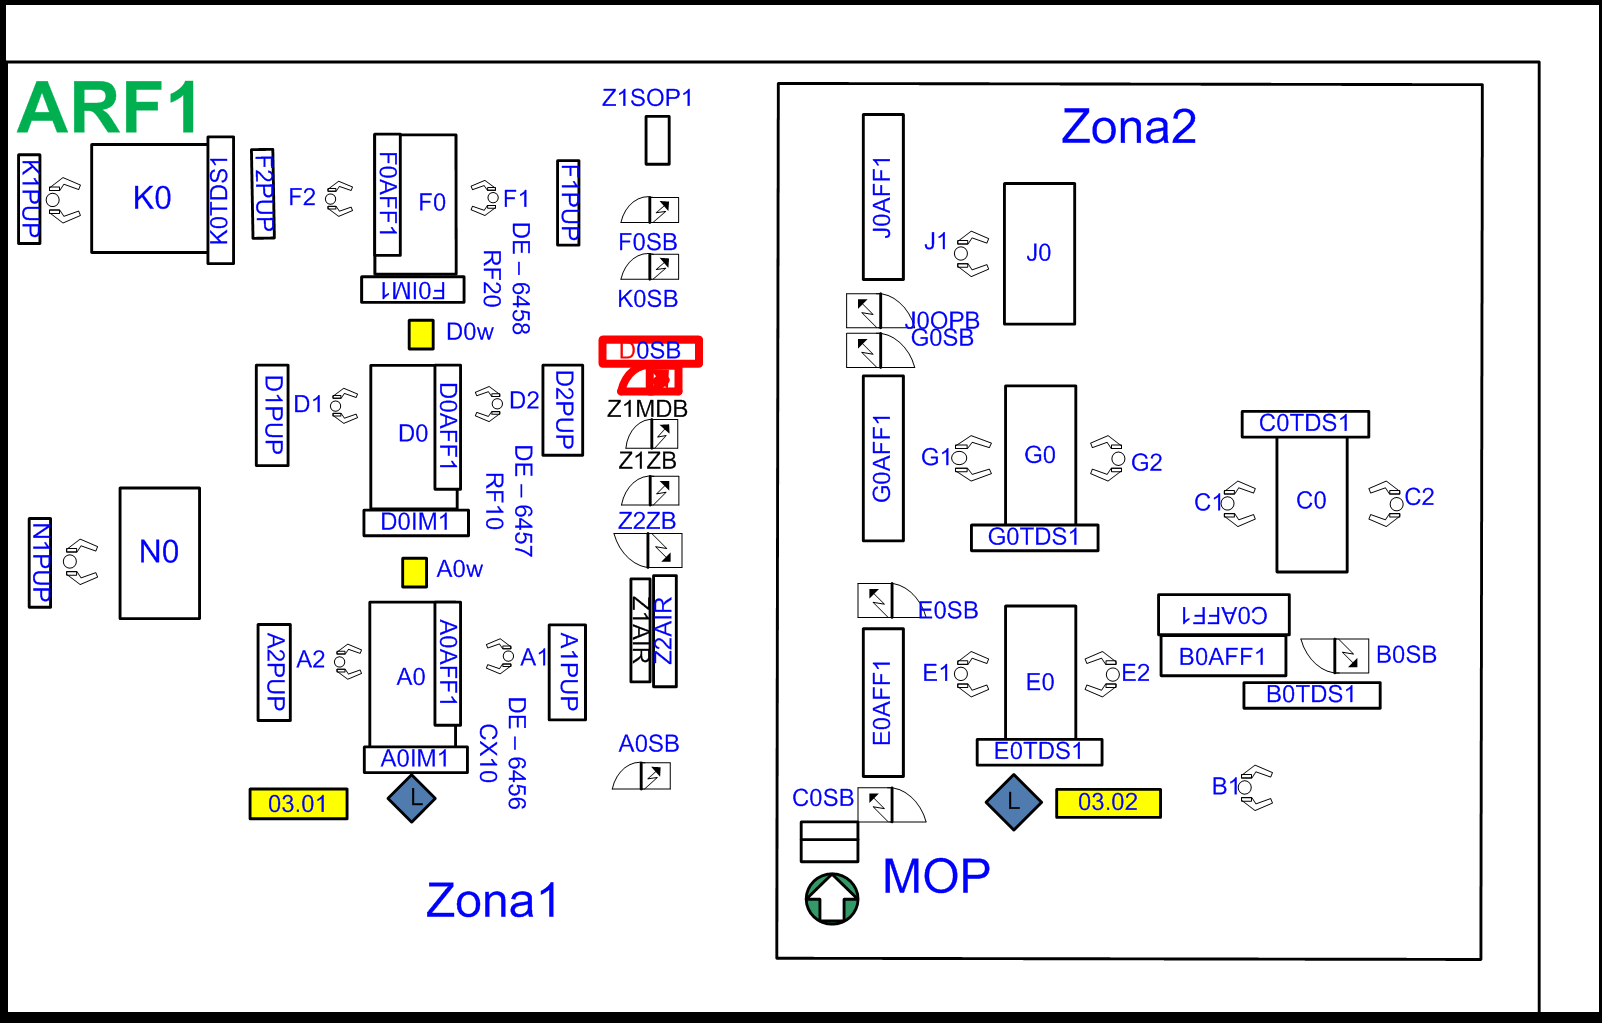 ARF1
Z1SOP1
Zona2
K1PUP
K0
K0TDS1
F2PUP
F2
F0AFF1
F0
F1
F1PUP
F0IM1
DE – 6458
RF20
F0SB
K0SB
D0w
D0SB
Z1MDB
Z1ZB
Z2ZB
D1PUP
D1
D0
D0AFF1
D2
D2PUP
D0IM1
DE – 6457
RF10
N1PUP
N0
A0w
Z1AIR
Z2AIR
A2PUP
A2
A0
A0AFF1
A1
A1PUP
A0IM1
DE – 6456
CX10
A0SB
03.01
L
Zona1
J0AFF1
J1
J0
J0OPB
G0SB
G0AFF1
G1
G0
G2
G0TDS1
C0TDS1
C1
C0
C2
E0SB
C0AFF1
B0AFF1
B0SB
B0TDS1
E0AFF1
E1
E0
E2
E0TDS1
C0SB
L
03.02
B1
MOP